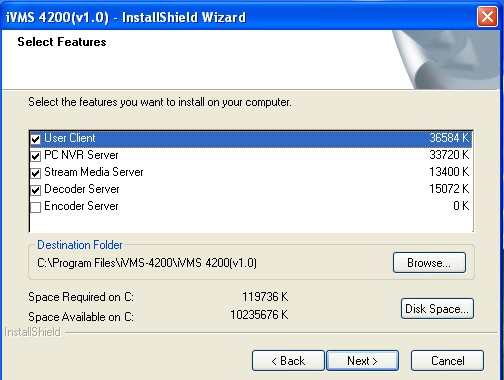 iVMS 4200(v1.0) - InstallShield Wizard
Select Features
Select the features you want to install on your computer.
User Client 36584 K
PC NVR Server 33720 K
Stream Media Server 13400 K
Decoder Server 15072 K
Encoder Server 0 K
Destination Folder
C:\Program Files\iVMS-4200\iVMS 4200(v1.0)
Browse...
Space Required on C: 119736 K
Space Available on C: 10235676 K
Disk Space...
InstallShield
< Back Next > Cancel